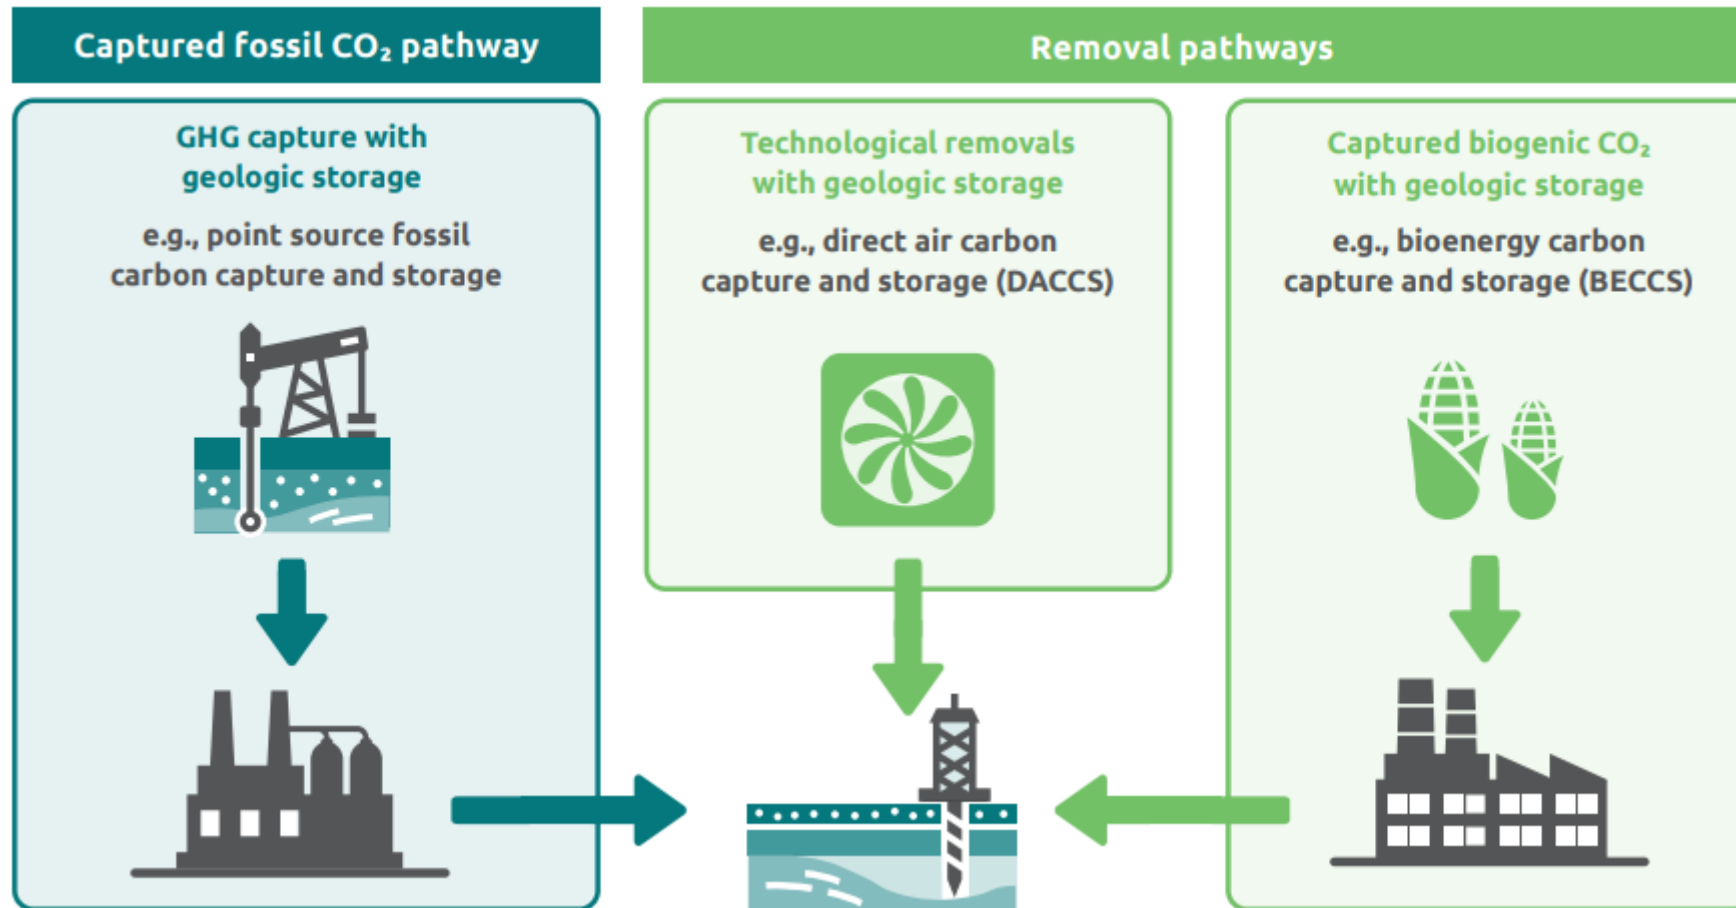 Captured fossil CO₂ pathway
Removal pathways
GHG capture with
geologic storage
e.g., point source fossil
carbon capture and storage
Technological removals
with geologic storage
e.g., direct air carbon
capture and storage (DACCS)
Captured biogenic CO₂
with geologic storage
e.g., bioenergy carbon
capture and storage (BECCS)